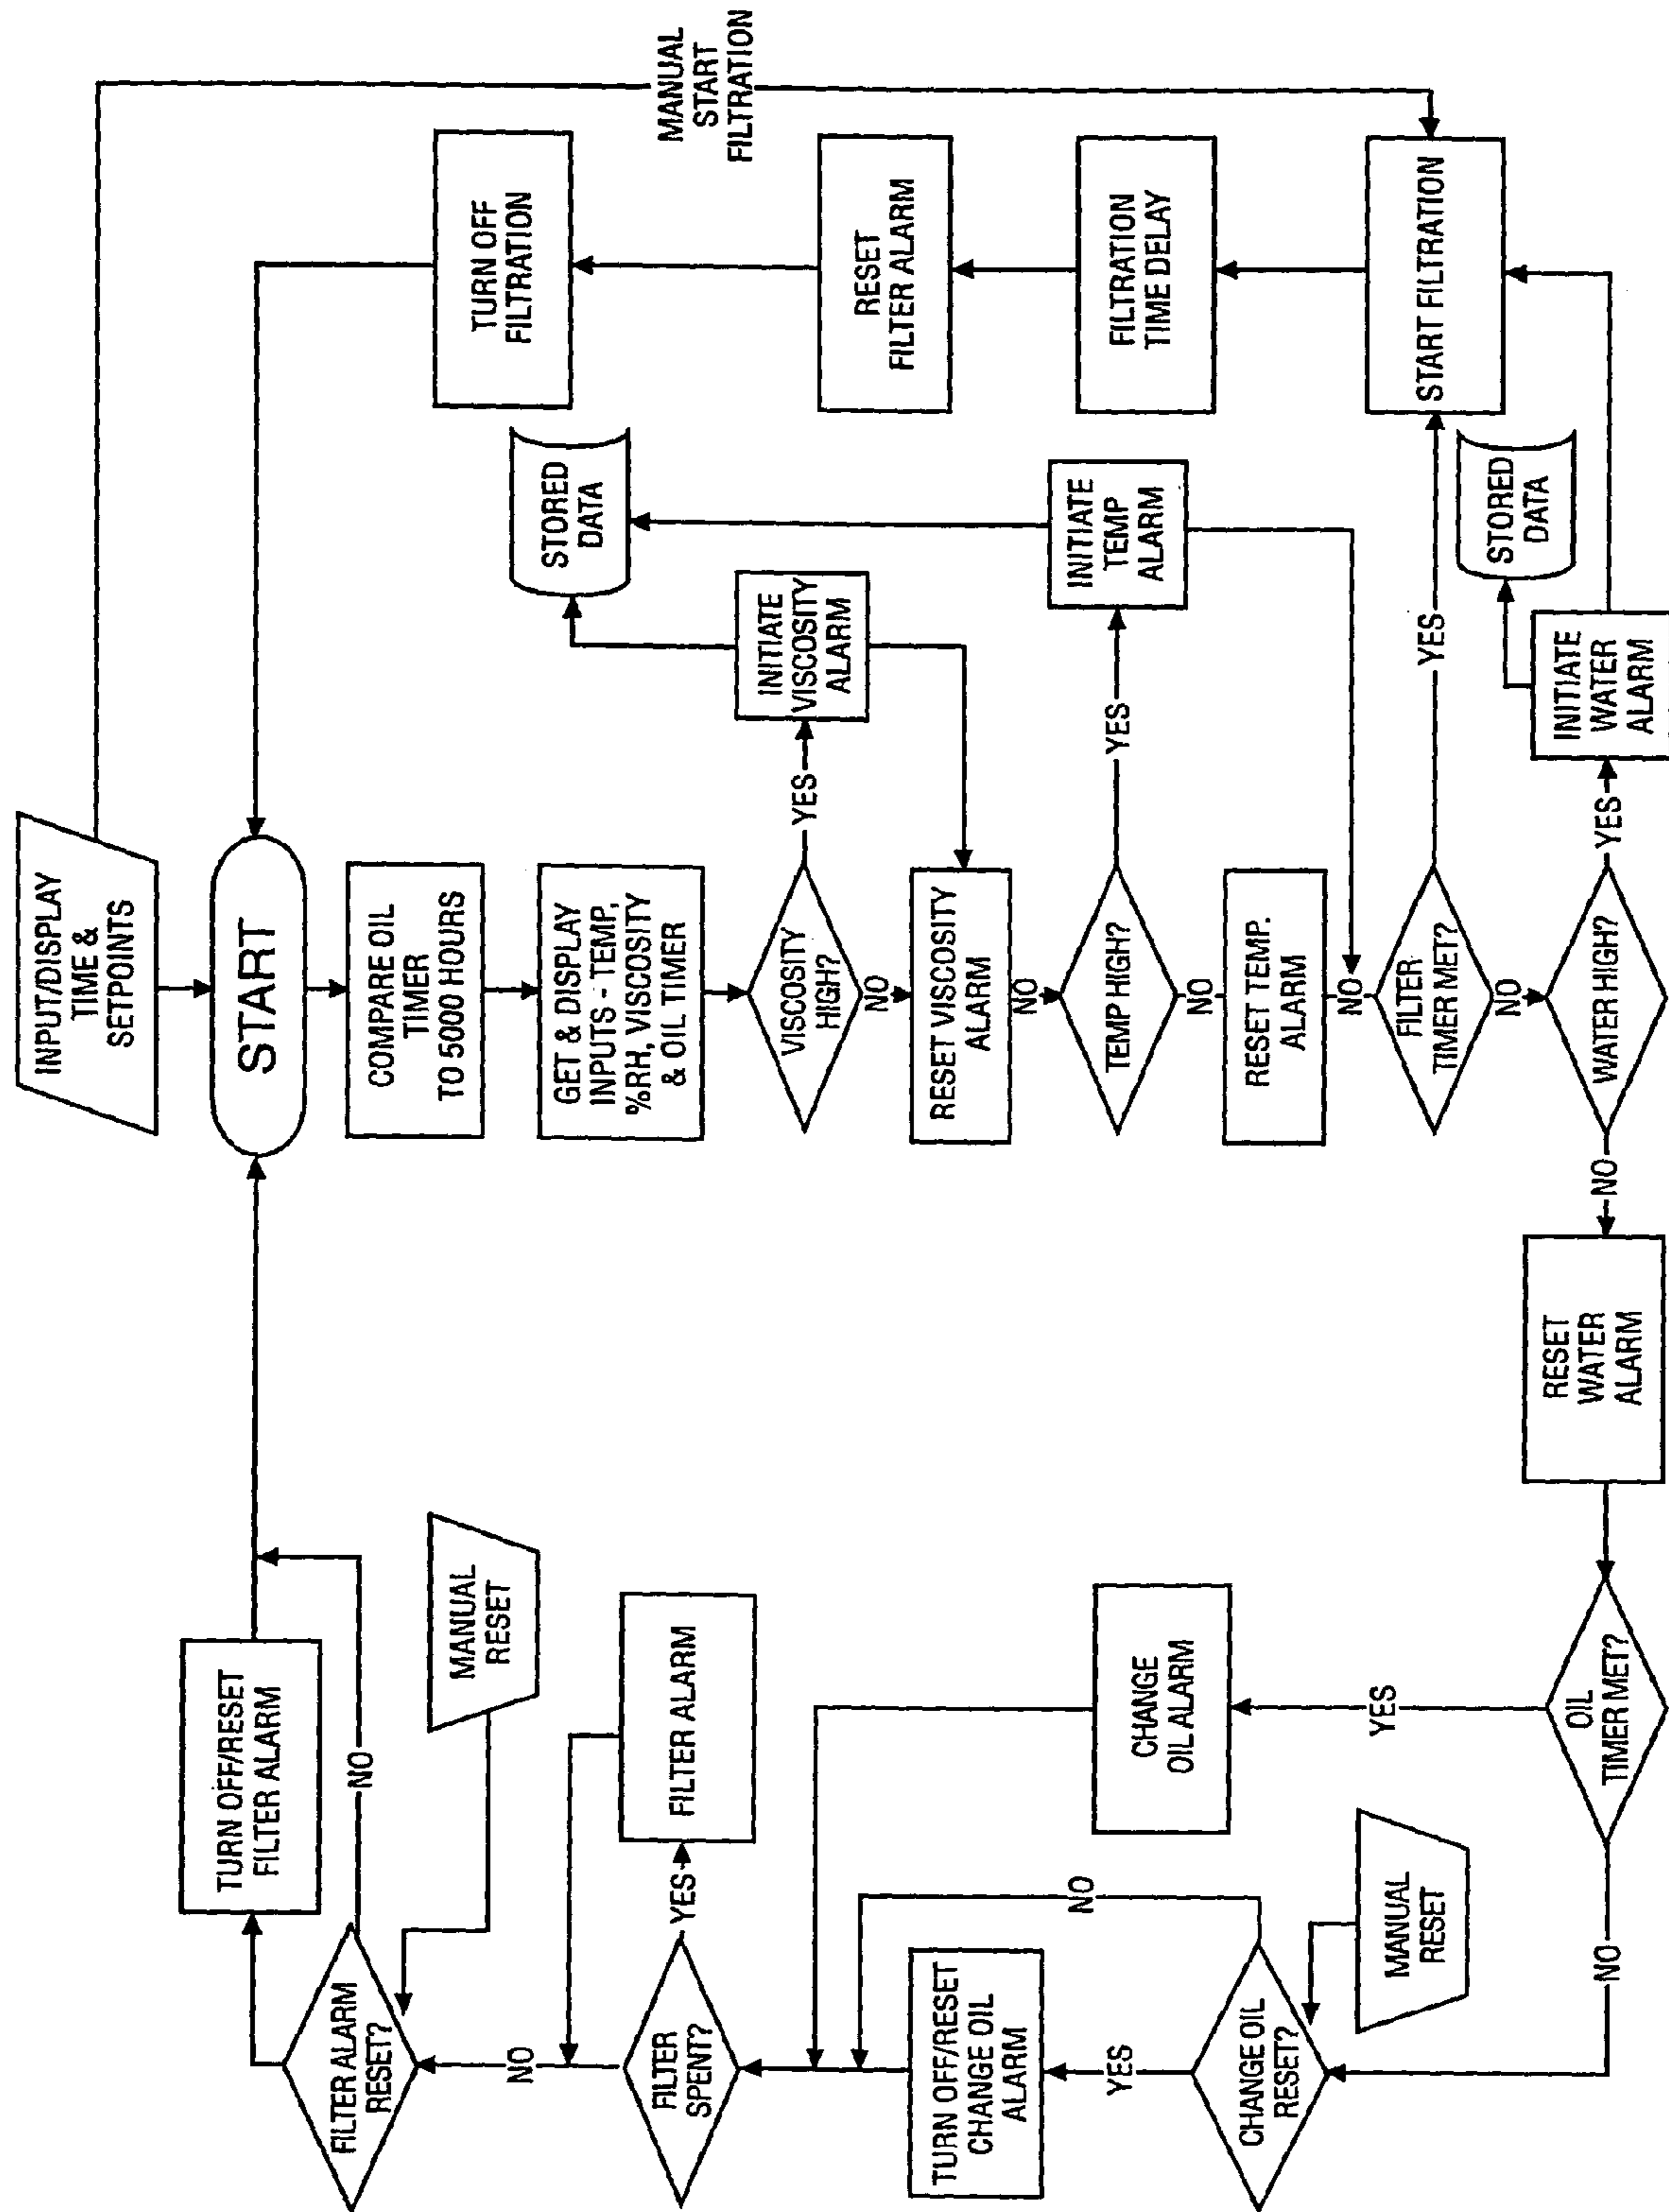 INPUT/DISPLAY
TIME &
SETPOINTS
START
COMPARE OIL
TIMER
TO 5000 HOURS
GET & DISPLAY
INPUTS - TEMP,
%RH, VISCOSITY
& OIL TIMER
VISCOSITY
HIGH?
YES
INITIATE
VISCOSITY
ALARM
STORED
DATA
NO
RESET VISCOSITY
ALARM
NO
TEMP HIGH?
YES
INITIATE
TEMP
ALARM
NO
RESET TEMP.
ALARM
NO
FILTER
TIMER MET?
YES
START FILTRATION
FILTRATION
TIME DELAY
RESET
FILTER ALARM
TURN OFF
FILTRATION
MANUAL
START
FILTRATION
NO
WATER HIGH?
YES
INITIATE
WATER
ALARM
STORED
DATA
NO
RESET
WATER
ALARM
OIL
TIMER MET?
YES
CHANGE
OIL ALARM
NO
CHANGE OIL
RESET?
MANUAL
RESET
NO
YES
TURN OFF/RESET
CHANGE OIL
ALARM
FILTER
SPENT?
YES
FILTER ALARM
NO
FILTER ALARM
RESET?
MANUAL
RESET
NO
TURN OFF/RESET
FILTER ALARM